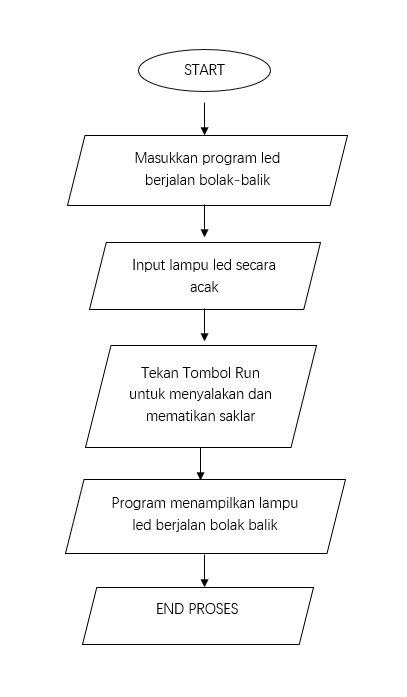 START
Masukkan program led
berjalan bolak-balik
Input lampu led secara
acak
Tekan Tombol Run
untuk menyalakan dan
mematikan saklar
Program menampilkan lampu
led berjalan bolak balik
END PROSES